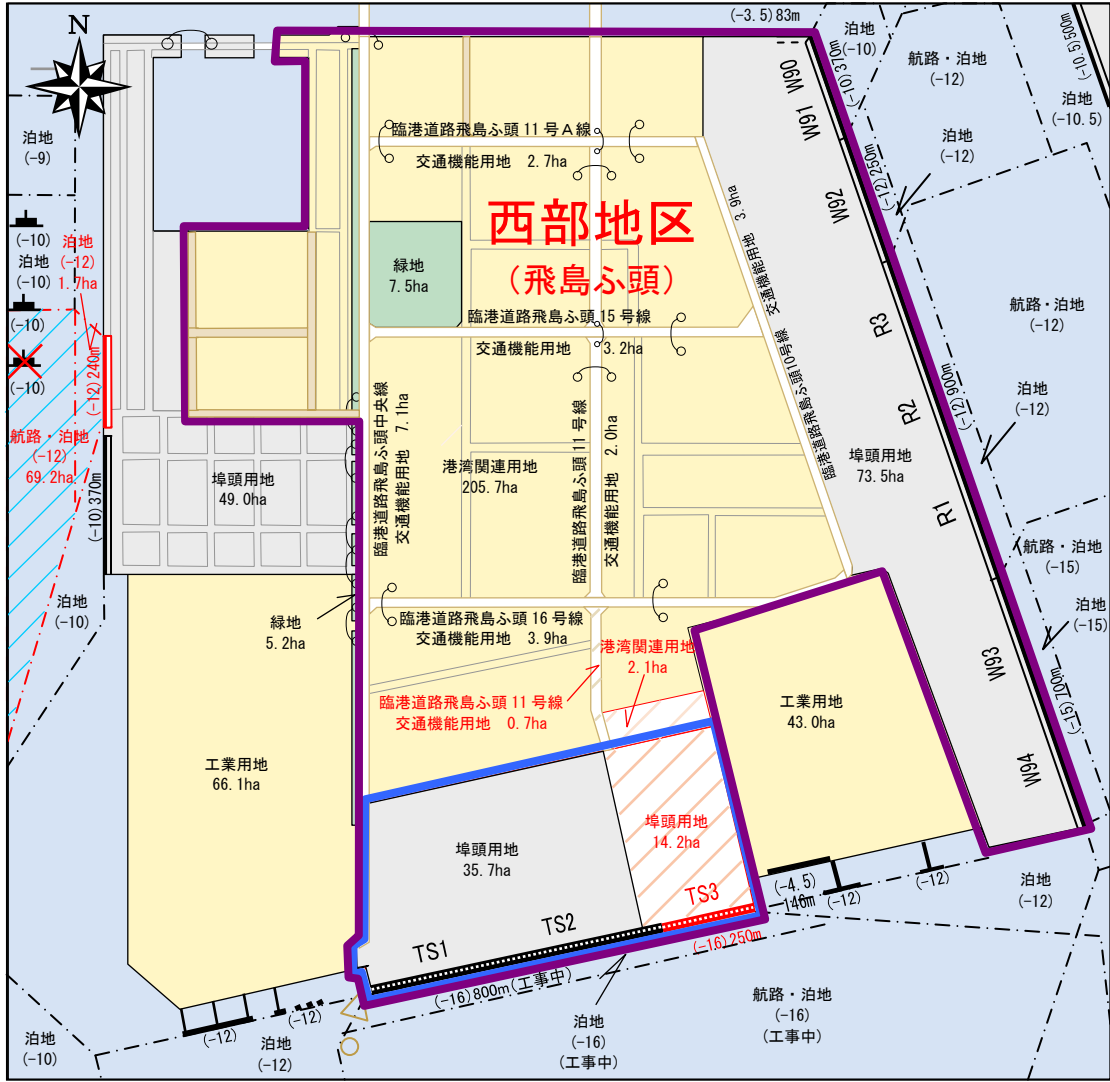 N
(-3.5)83m
泊地
(-10)
航路・泊地
(-12)
(-10.5)500m
泊地
(-10.5)
泊地
(-9)
W90
(-10)370m
W91
(-12)250m
泊地
(-12)
W92
臨港道路飛島ふ頭 11 号Ａ線
交通機能用地 2.7ha
西部地区
(飛島ふ頭)
緑地
7.5ha
臨港道路飛島ふ頭10号線 交通機能用地 3.9ha
(-10)
泊地
(-10)
泊地
(-12)
1.7ha
(-10)
(-10)
(-12)240m
航路・泊地
(-12)
69.2ha
(-10)370m
臨港道路飛島ふ頭 15 号線
交通機能用地 3.2ha
航路・泊地
(-12)
R3
R2
R1
(-12)900m
泊地
(-12)
埠頭用地
49.0ha
臨港道路飛島ふ頭中央線
交通機能用地 7.1ha
港湾関連用地
205.7ha
臨港道路飛島ふ頭 11 号線
交通機能用地 2.0ha
埠頭用地
73.5ha
航路・泊地
(-15)
泊地
(-15)
泊地
(-10)
緑地
5.2ha
臨港道路飛島ふ頭 16 号線
交通機能用地 3.9ha
港湾関連用地
2.1ha
臨港道路飛島ふ頭 11 号線
交通機能用地 0.7ha
工業用地
43.0ha
W93
(-15)700m
W94
工業用地
66.1ha
埠頭用地
35.7ha
埠頭用地
14.2ha
TS1
TS2
TS3
(-16)250m
(-16)800m(工事中)
(-4.5)
146m
(-12)
(-12)
泊地
(-12)
泊地
(-10)
(-12)
(-12)
泊地
(-12)
泊地
(-16)
(工事中)
航路・泊地
(-16)
(工事中)